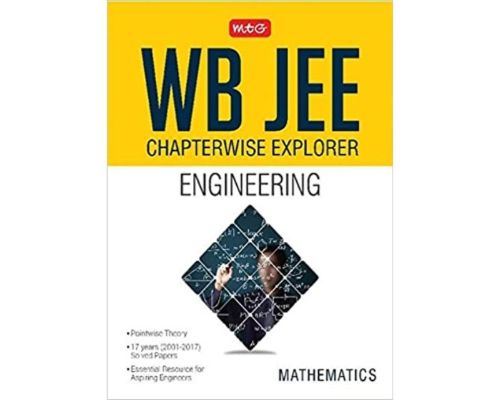 mtG
WB JEE
CHAPTERWISE EXPLORER
ENGINEERING
• Pointwise Theory
• 17 years (2001-2017)
Solved Papers
• Essential Resource for
Aspiring Engineers
MATHEMATICS